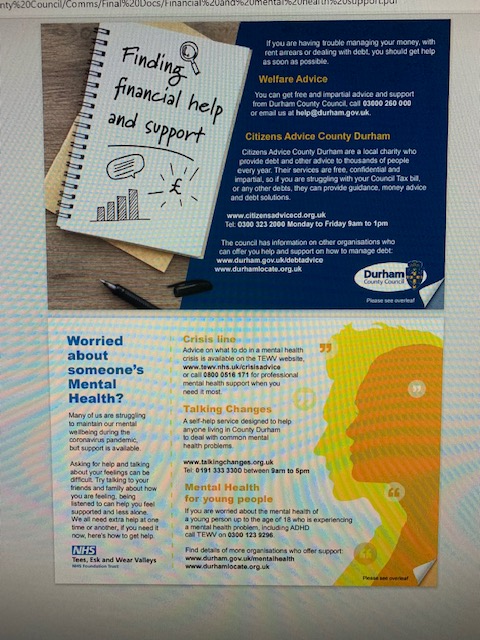 nty%20Council/Comms/Final%20Docs/Financial%20and%20mental%20health%20support.pdf
Finding
financial help
and support
£
If you are having trouble managing your money, with
rent arrears or dealing with debt, you should get help
as soon as possible.
Welfare Advice
You can get free and impartial advice and support
from Durham County Council, call 03000 260 000
or email us at help@durham.gov.uk.
Citizens Advice County Durham
Citizens Advice County Durham are a local charity who
provide debt and other advice to thousands of people
every year. Their services are free, confidential and
impartial, so if you are struggling with your Council Tax bill,
or any other debts, they can provide guidance, money advice
and debt solutions.
www.citizensadvicecd.org.uk
Tel: 0300 323 2000 Monday to Friday 9am to 1pm
The council has information on other organisations who
can offer you help and support on how to manage debt:
www.durham.gov.uk/debtadvice
www.durhamlocate.org.uk
Durham
County Council
Please see overleaf
Worried
about
someone's
Mental
Health?
Many of us are struggling
to maintain our mental
wellbeing during the
coronavirus pandemic,
but support is available.
Asking for help and talking
about your feelings can be
difficult. Try talking to your
friends and family about how
you are feeling, being
listened to can help you feel
supported and less alone.
We all need extra help at one
time or another, if you need it
now, here's how to get help.
NHS
Tees, Esk and Wear Valleys
NHS Foundation Trust
Crisis line
Advice on what to do in a mental health
crisis is available on the TEWV website,
www.tewv.nhs.uk/crisisadvice
or call 0800 0516 171 for professional
mental health support when you
need it most.
Talking Changes
A self-help service designed to help
anyone living in County Durham
to deal with common mental
health problems.
www.talkingchanges.org.uk
Tel: 0191 333 3300 between 9am to 5pm
Mental Health
for young people
If you are worried about the mental health of
a young person up to the age of 18 who is experiencing
a mental health problem, including ADHD
call TEWV on 0300 123 9296.
Find details of more organisations who offer support:
www.durham.gov.uk/mentalhealth
www.durhamlocate.org.uk
Please see overleaf